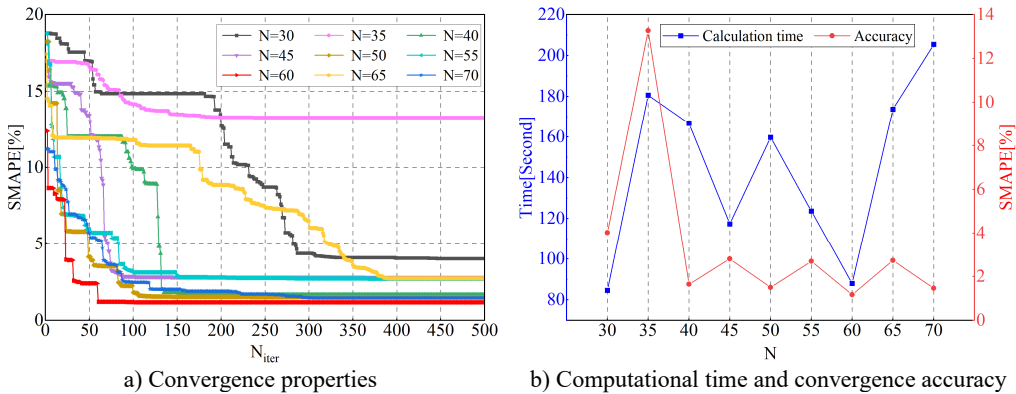 20
15
10
5
0
SMAPE[%]
N=30 N=35 N=40
N=45 N=50 N=55
N=60 N=65 N=70
0 50 100 150 200 250 300 350 400 450 500
N_iter
a) Convergence properties
220
200
180
160
140
120
100
80
Time[Second]
Calculation time Accuracy
14
12
10
8
6
4
2
0
SMAPE[%]
30 35 40 45 50 55 60 65 70
N
b) Computational time and convergence accuracy